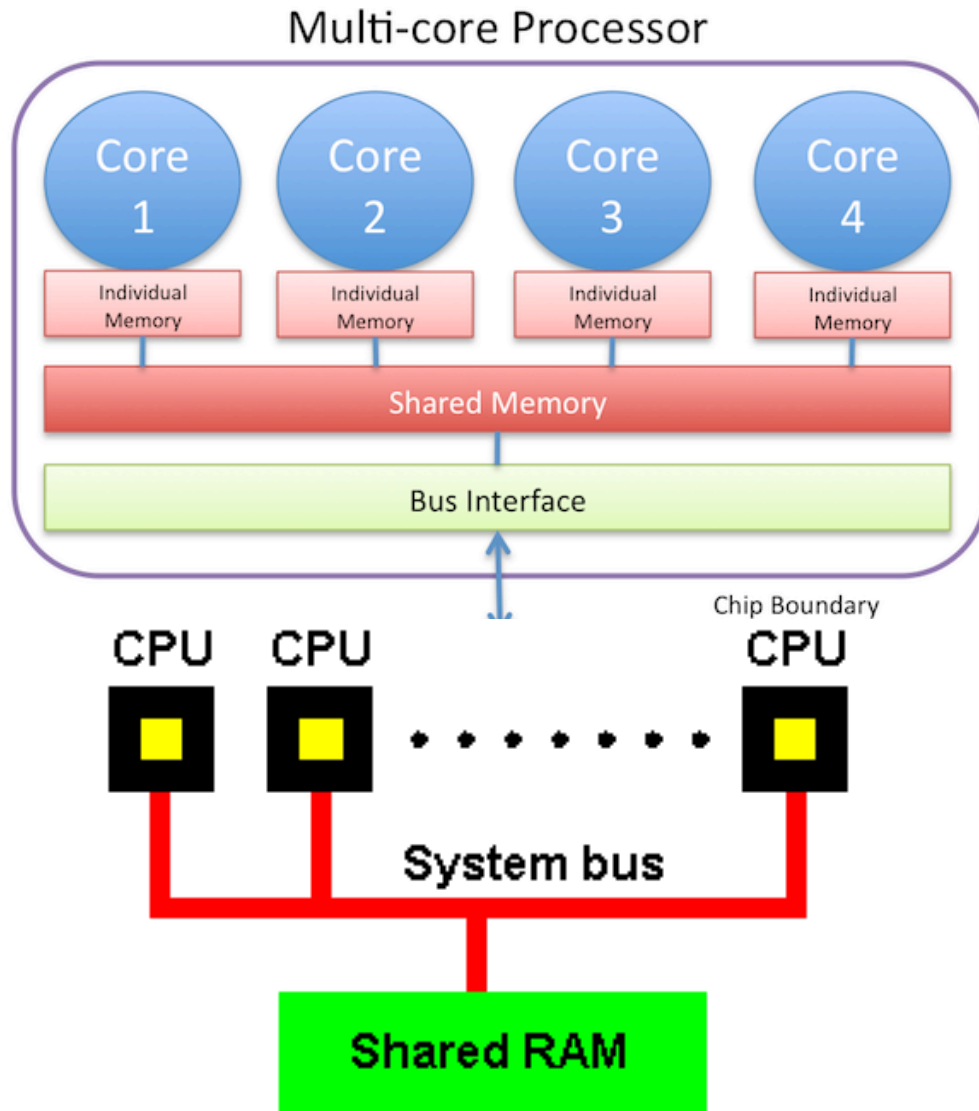 Multi-core Processor
Core
1
Core
2
Core
3
Core
4
Individual
Memory
Individual
Memory
Individual
Memory
Individual
Memory
Shared Memory
Bus Interface
Chip Boundary
CPU
CPU
CPU
System bus
Shared RAM